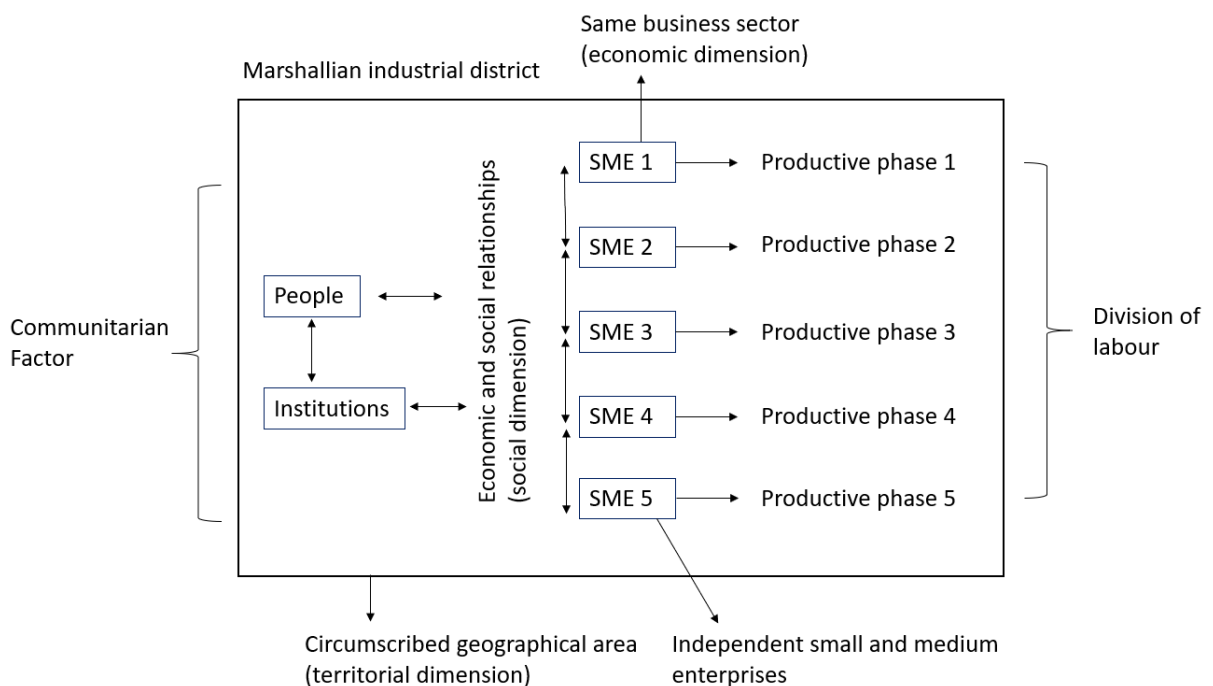 Same business sector
(economic dimension)
Marshallian industrial district
SME 1
Productive phase 1
SME 2
Productive phase 2
People
SME 3
Productive phase 3
Communitarian
Factor
Economic and social relationships
(social dimension)
Division of
labour
Institutions
SME 4
Productive phase 4
SME 5
Productive phase 5
Circumscribed geographical area
(territorial dimension)
Independent small and medium
enterprises